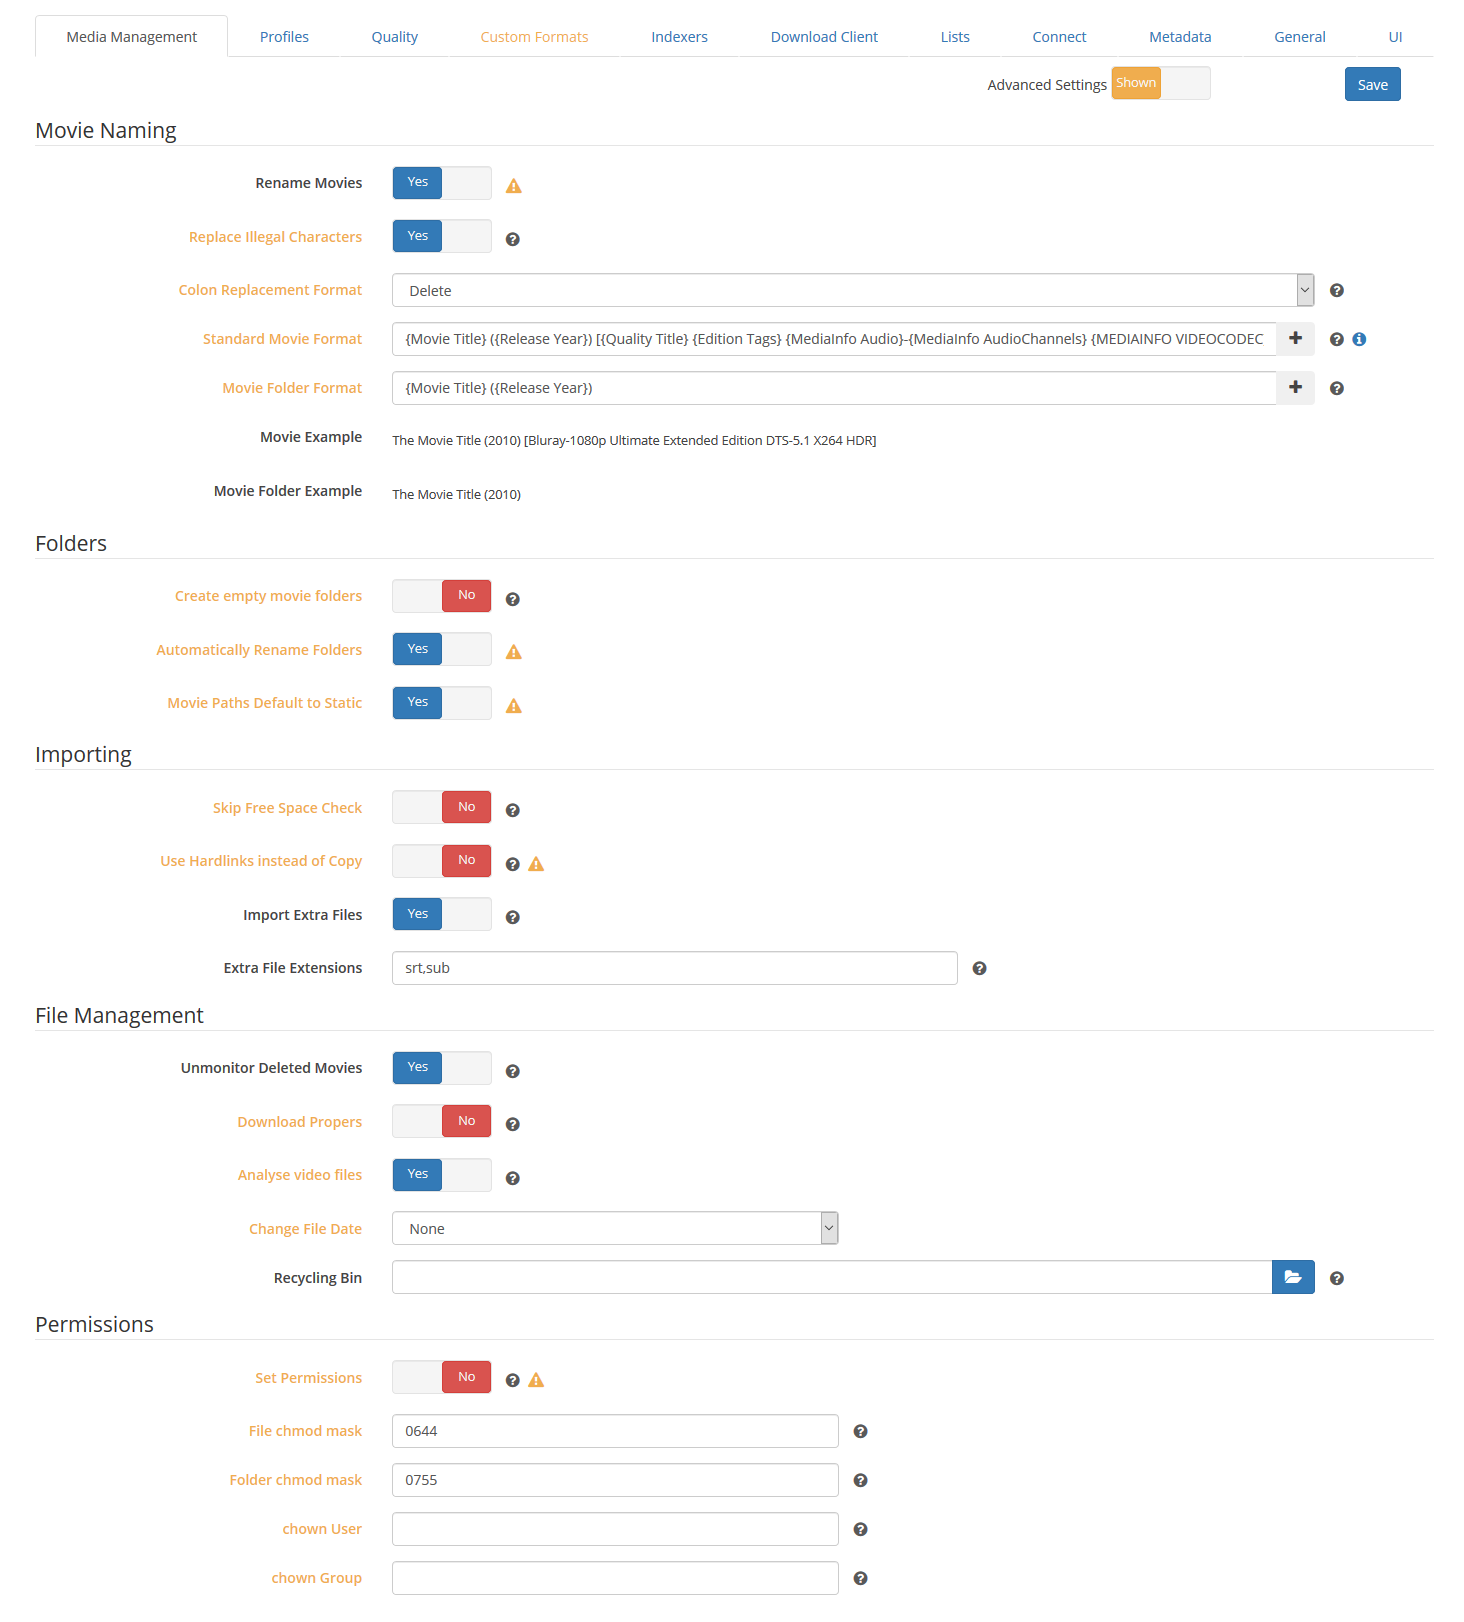 Media Management Profiles Quality Custom Formats Indexers Download Client Lists Connect Metadata General UI
Advanced Settings Shown Save
Movie Naming
Rename Movies Yes
Replace Illegal Characters Yes
Colon Replacement Format Delete
Standard Movie Format {Movie Title} ({Release Year}) [{Quality Title} {Edition Tags} {MediaInfo Audio}-{MediaInfo AudioChannels} {MEDIAINFO VIDEOCODEC
Movie Folder Format {Movie Title} ({Release Year})
Movie Example The Movie Title (2010) [Bluray-1080p Ultimate Extended Edition DTS-5.1 X264 HDR]
Movie Folder Example The Movie Title (2010)
Folders
Create empty movie folders No
Automatically Rename Folders Yes
Movie Paths Default to Static Yes
Importing
Skip Free Space Check No
Use Hardlinks instead of Copy No
Import Extra Files Yes
Extra File Extensions srt,sub
File Management
Unmonitor Deleted Movies Yes
Download Propers No
Analyse video files Yes
Change File Date None
Recycling Bin
Permissions
Set Permissions No
File chmod mask 0644
Folder chmod mask 0755
chown User
chown Group